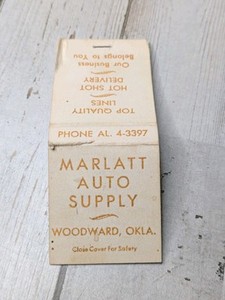 Our Business
Belongs to You
HOT SHOT
DELIVERY
TOP QUALITY
LINES
PHONE AL. 4-3397
MARLATT
AUTO
SUPPLY
WOODWARD, OKLA.
Close Cover For Safety